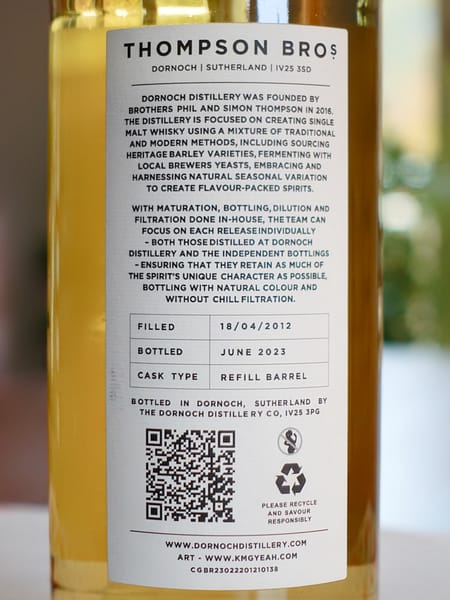 THOMPSON BROS.
DORNOCH | SUTHERLAND | IV25 3SD
DORNOCH DISTILLERY WAS FOUNDED BY
BROTHERS PHIL AND SIMON THOMPSON IN 2016.
THE DISTILLERY IS FOCUSED ON CREATING SINGLE
MALT WHISKY USING A MIXTURE OF TRADITIONAL
AND MODERN METHODS, INCLUDING SOURCING
HERITAGE BARLEY VARIETIES, FERMENTING WITH
LOCAL BREWERS YEASTS, EMBRACING AND
HARNESSING NATURAL SEASONAL VARIATION
TO CREATE FLAVOUR-PACKED SPIRITS.
WITH MATURATION, BOTTLING, DILUTION AND
FILTRATION DONE IN-HOUSE, THE TEAM CAN
FOCUS ON EACH RELEASE INDIVIDUALLY
- BOTH THOSE DISTILLED AT DORNOCH
DISTILLERY AND THE INDEPENDENT BOTTLINGS
- ENSURING THAT THEY RETAIN AS MUCH OF
THE SPIRIT'S UNIQUE CHARACTER AS POSSIBLE,
BOTTLING WITH NATURAL COLOUR AND
WITHOUT CHILL FILTRATION.
FILLED 18/04/2012
BOTTLED JUNE 2023
CASK TYPE REFILL BARREL
BOTTLED IN DORNOCH, SUTHERLAND BY
THE DORNOCH DISTILLERY CO, IV25 3PG
PLEASE RECYCLE
AND SAVOUR
RESPONSIBLY
WWW.DORNOCHDISTILLERY.COM
ART - WWW.KMGYEAH.COM
CGBR23022201210138